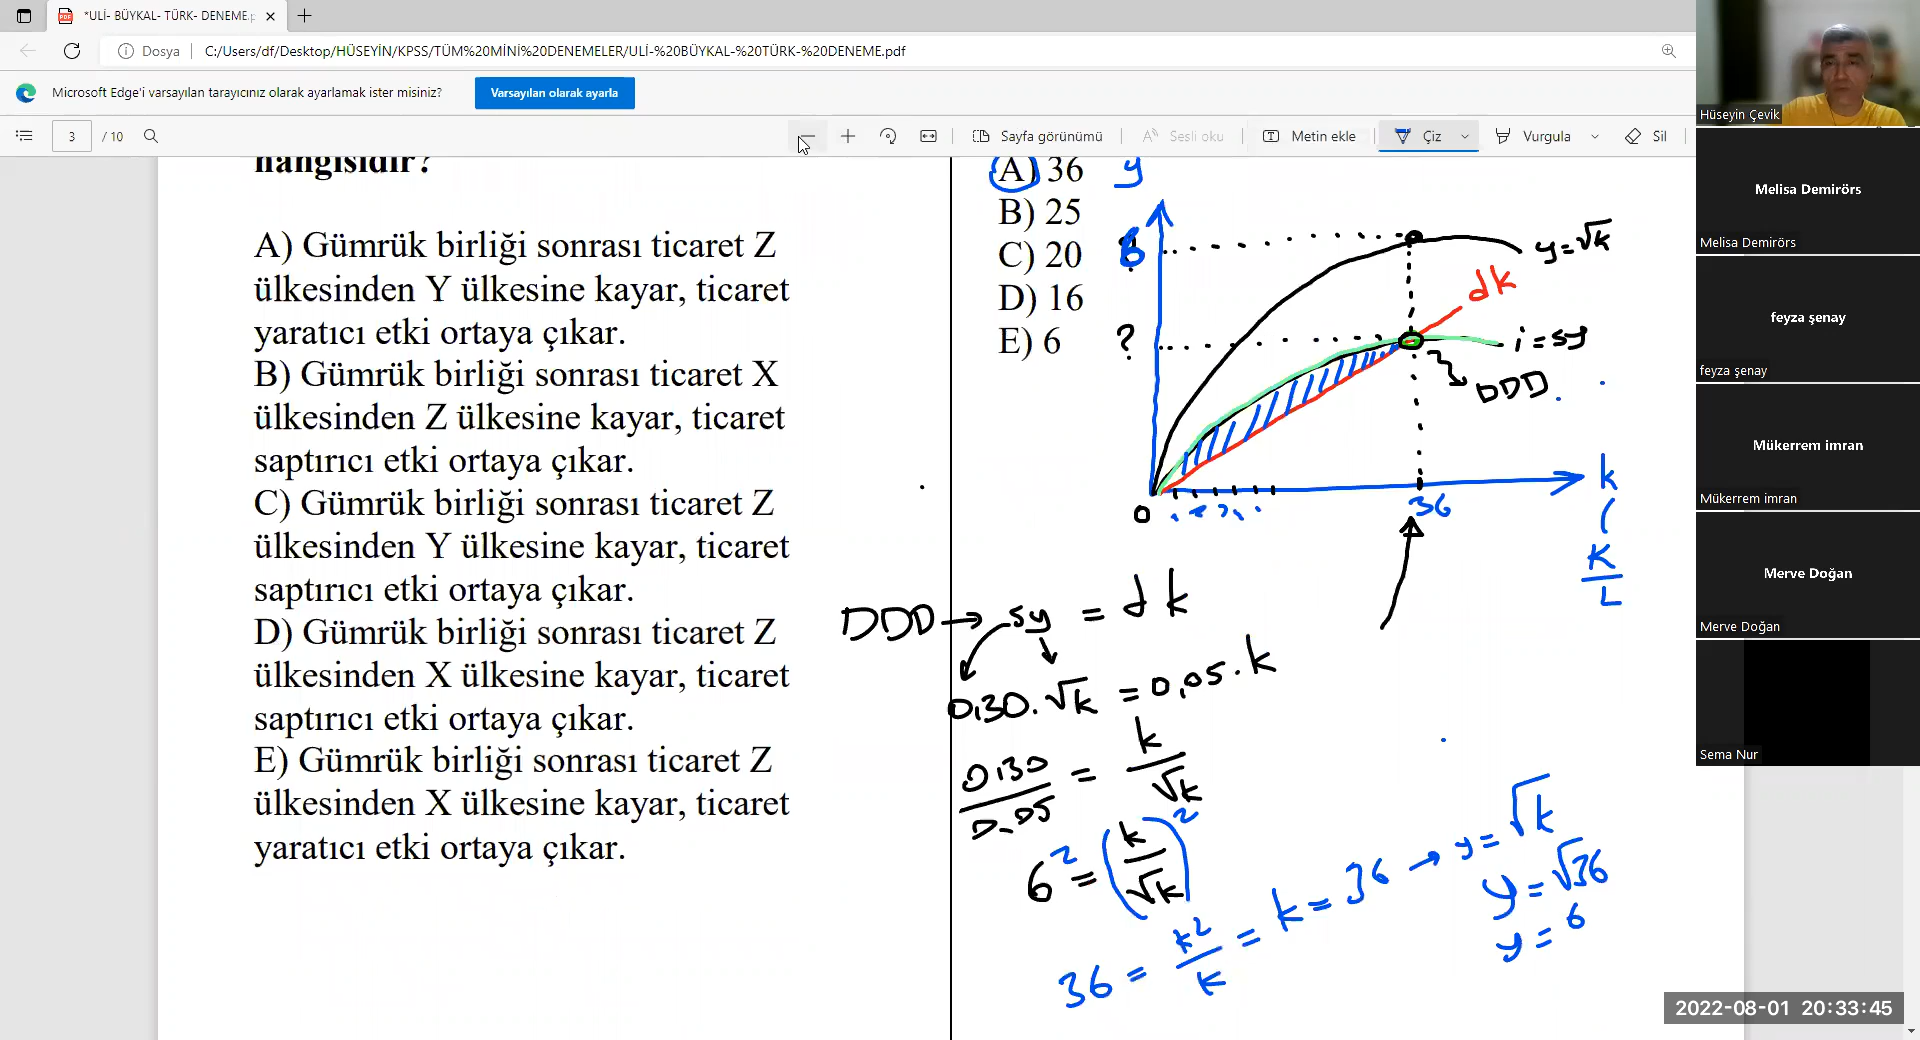 *ULİ- BÜYKAL- TÜRK- DENEME.p
Dosya
C:/Users/df/Desktop/HÜSEYİN/KPSS/TÜM%20MİNİ%20DENEMELER/ULİ-%20BÜYKAL-%20TÜRK-%20DENEME.pdf
Microsoft Edge'i varsayılan tarayıcınız olarak ayarlamak ister misiniz?
Varsayılan olarak ayarla
3 / 10
Sayfa görünümü
Sesli oku
Metin ekle
Çiz
Vurgula
Sil
hangisidir?
A) Gümrük birliği sonrası ticaret Z
ülkesinden Y ülkesine kayar, ticaret
yaratıcı etki ortaya çıkar.
B) Gümrük birliği sonrası ticaret X
ülkesinden Z ülkesine kayar, ticaret
saptırıcı etki ortaya çıkar.
C) Gümrük birliği sonrası ticaret Z
ülkesinden Y ülkesine kayar, ticaret
saptırıcı etki ortaya çıkar.
D) Gümrük birliği sonrası ticaret Z
ülkesinden X ülkesine kayar, ticaret
saptırıcı etki ortaya çıkar.
E) Gümrük birliği sonrası ticaret Z
ülkesinden X ülkesine kayar, ticaret
yaratıcı etki ortaya çıkar.
A) 36
B) 25
C) 20
D) 16
E) 6
y
6
?
y=√k
dk
i=sy
DDD
0
36
k
K
L
DDD → sy = dk
0,30.√k = 0,05.k
0,30/0,05 = k/√k
6² = (k/√k)²
36 = k²/k = k = 36 → y = √k
y = √36
y = 6
Hüseyin Çevik
Melisa Demirörs
Melisa Demirörs
feyza şenay
feyza şenay
Mükerrem imran
Mükerrem imran
Merve Doğan
Merve Doğan
Sema Nur
2022-08-01 20:33:45